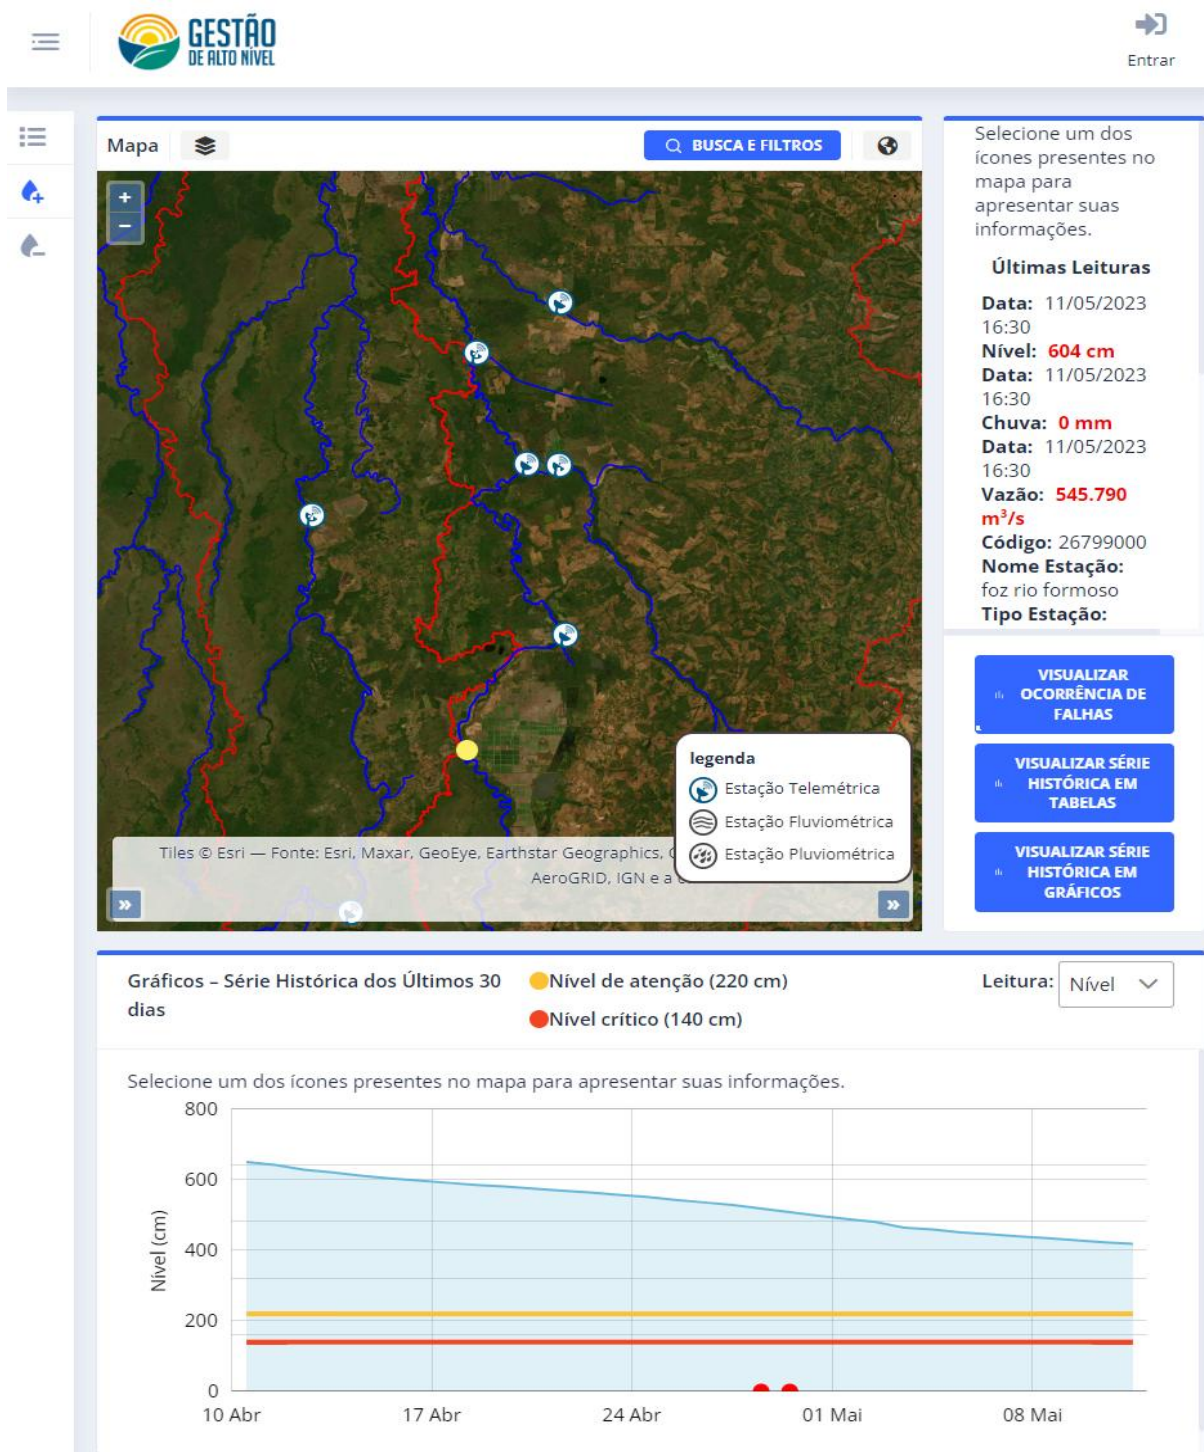 GESTÃO
DE ALTO NÍVEL
Entrar
Mapa
BUSCA E FILTROS
+
−
legenda
Estação Telemétrica
Estação Fluviométrica
Estação Pluviométrica
Tiles © Esri — Fonte: Esri, Maxar, GeoEye, Earthstar Geographics,
AeroGRID, IGN e a
»
»
Selecione um dos
ícones presentes no
mapa para
apresentar suas
informações.
Últimas Leituras
Data: 11/05/2023
16:30
Nível: 604 cm
Data: 11/05/2023
16:30
Chuva: 0 mm
Data: 11/05/2023
16:30
Vazão: 545.790
m³/s
Código: 26799000
Nome Estação:
foz rio formoso
Tipo Estação:
VISUALIZAR
OCORRÊNCIA DE
FALHAS
VISUALIZAR SÉRIE
HISTÓRICA EM
TABELAS
VISUALIZAR SÉRIE
HISTÓRICA EM
GRÁFICOS
Gráficos – Série Histórica dos Últimos 30
dias
Nível de atenção (220 cm)
Nível crítico (140 cm)
Leitura: Nível
Selecione um dos ícones presentes no mapa para apresentar suas informações.
Nível (cm)
800
600
400
200
0
10 Abr 17 Abr 24 Abr 01 Mai 08 Mai